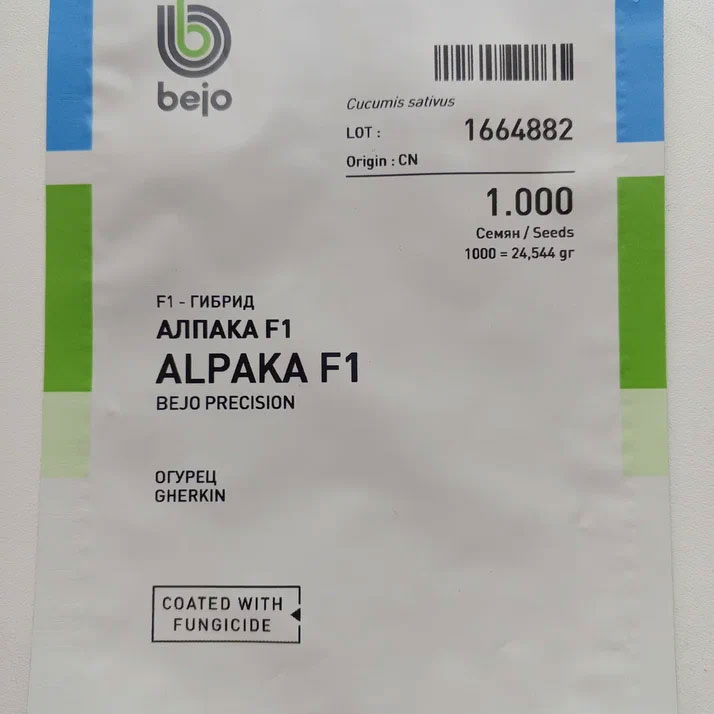 bejo
Cucumis sativus
LOT : 1664882
Origin : CN
1.000
Семян / Seeds
1000 = 24,544 gr
F1 - ГИБРИД
АЛПАКА F1
ALPAKA F1
BEJO PRECISION
ОГУРЕЦ
GHERKIN
COATED WITH
FUNGICIDE